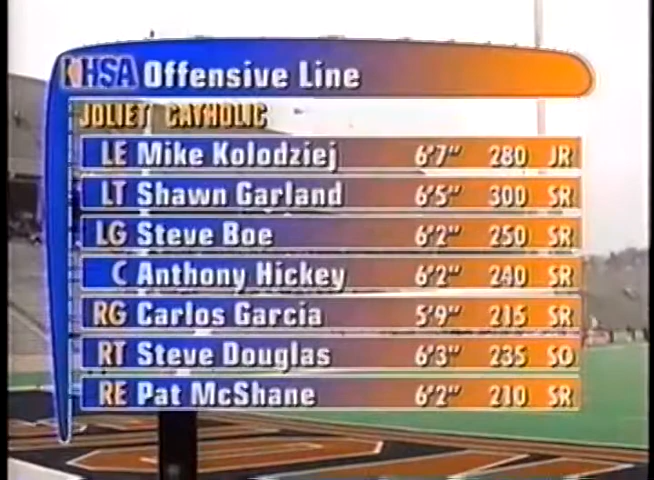 IHSA Offensive Line
JOLIET CATHOLIC
LE Mike Kolodziej 6'7" 280 JR
LT Shawn Garland 6'5" 300 SR
LG Steve Boe 6'2" 250 SR
C Anthony Hickey 6'2" 240 SR
RG Carlos Garcia 5'9" 215 SR
RT Steve Douglas 6'3" 235 SO
RE Pat McShane 6'2" 210 SR